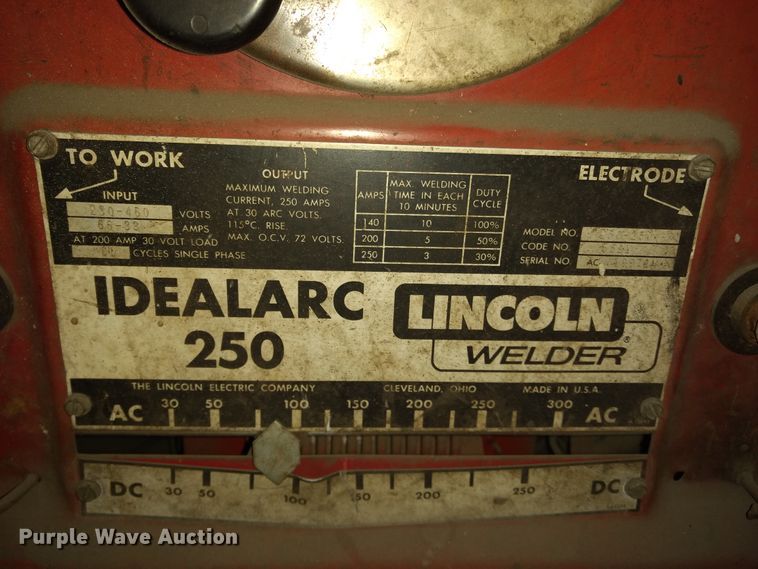 TO WORK
INPUT
230-460 VOLTS
AMPS
AT 200 AMP 30 VOLT LOAD
CYCLES SINGLE PHASE
OUTPUT
MAXIMUM WELDING
CURRENT, 250 AMPS
AT 30 ARC VOLTS.
115°C. RISE
MAX. O.C.V. 72 VOLTS.
AMPS MAX. WELDING TIME IN EACH 10 MINUTES DUTY CYCLE
140 10 100%
200 5 50%
250 3 30%
ELECTRODE
MODEL NO.
CODE NO.
SERIAL NO. AC
IDEALARC
250
LINCOLN ®
WELDER
THE LINCOLN ELECTRIC COMPANY CLEVELAND, OHIO MADE IN U.S.A.
AC 30 50 100 150 200 250 300 AC
DC 30 50 100 150 200 250 DC
Purple Wave Auction